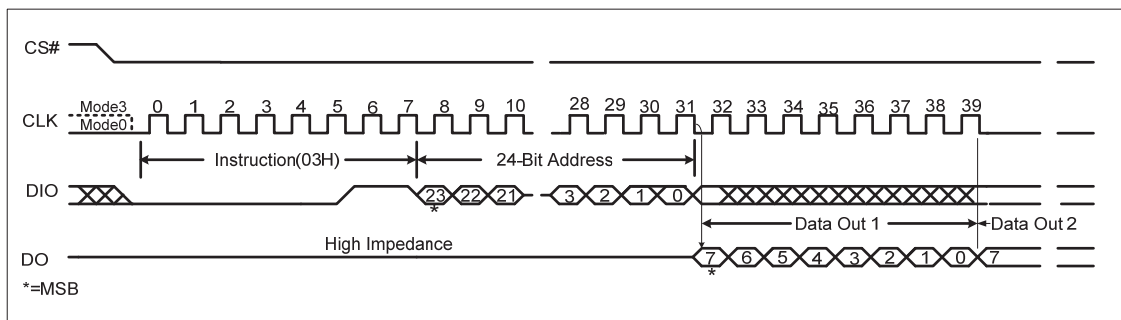 CS#
Mode3
0 1 2 3 4 5 6 7 8 9 10 28 29 30 31 32 33 34 35 36 37 38 39
CLK
Mode0
Instruction(03H) 24-Bit Address
DIO
23 22 21 3 2 1 0
*
Data Out 1 Data Out 2
High Impedance
DO
7 6 5 4 3 2 1 0 7
*
*=MSB